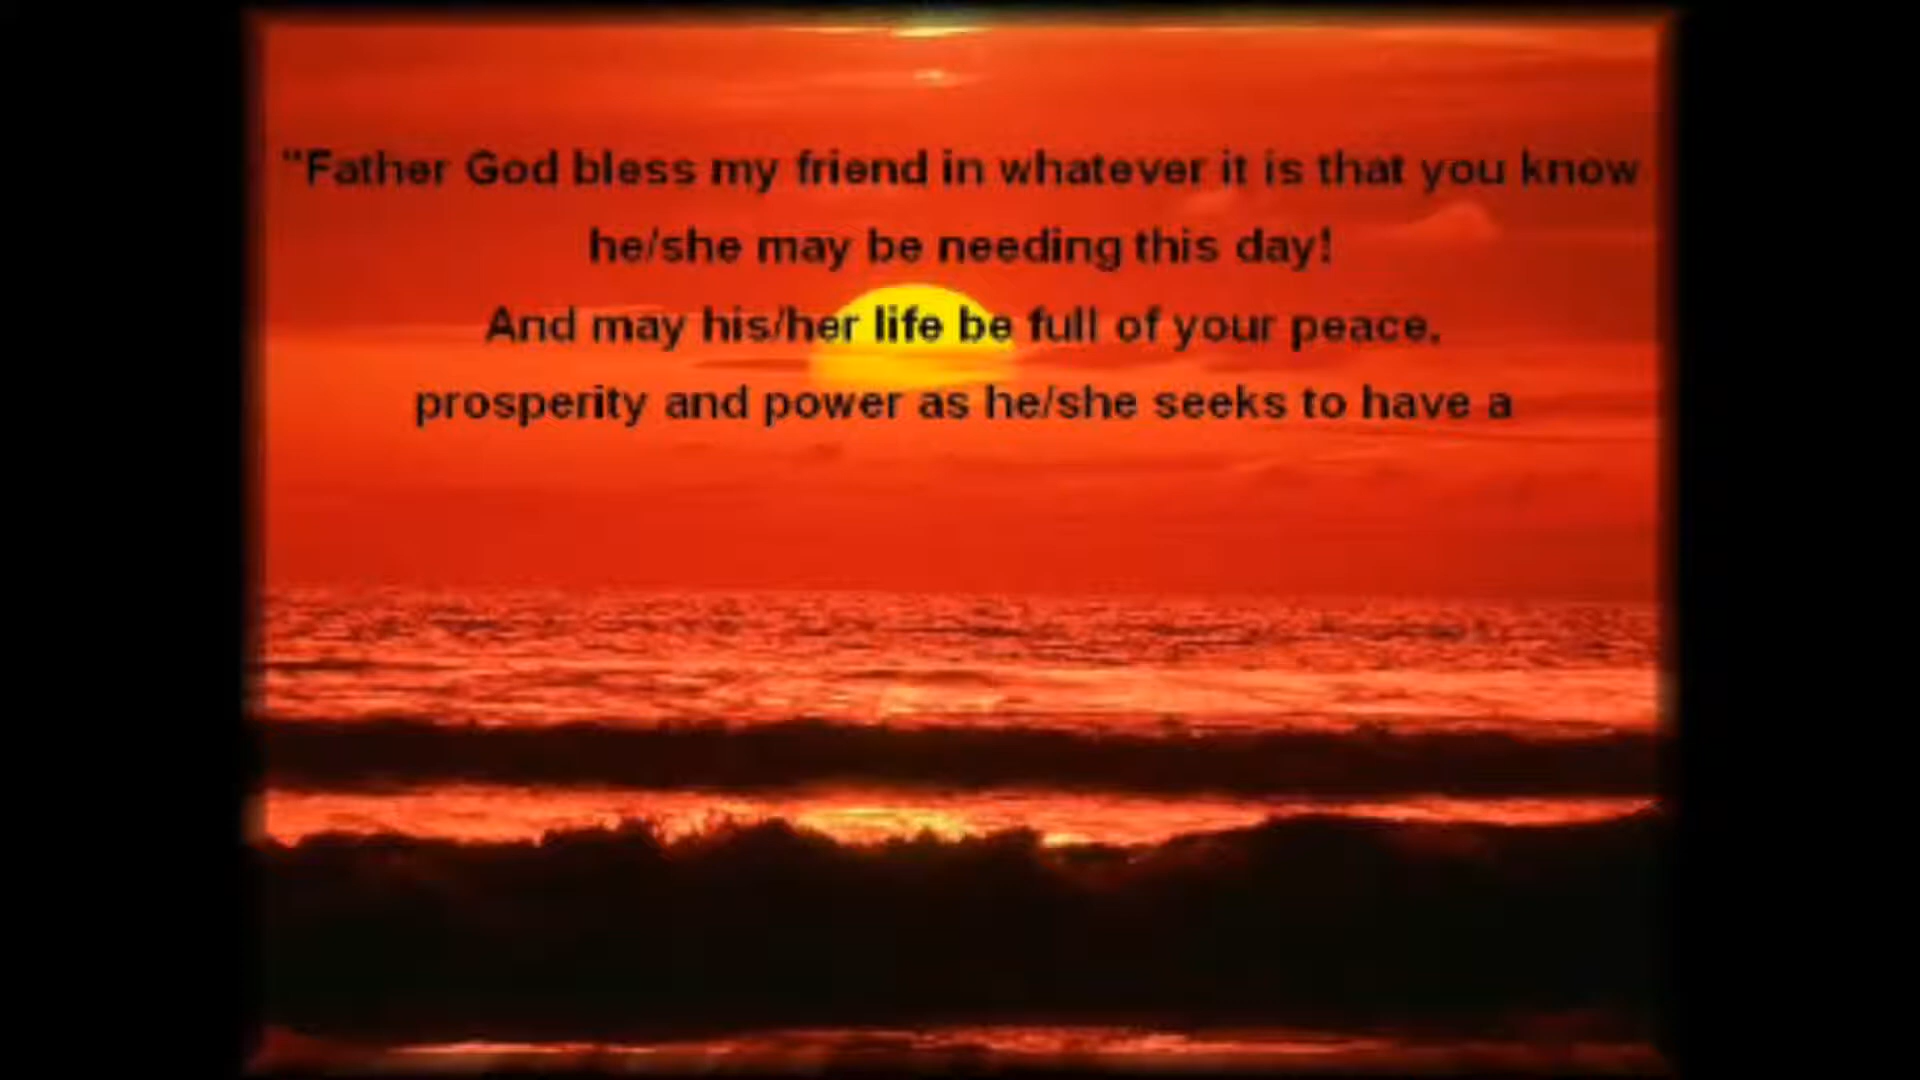 "Father God bless my friend in whatever it is that you know
he/she may be needing this day!
And may his/her life be full of your peace,
prosperity and power as he/she seeks to have a